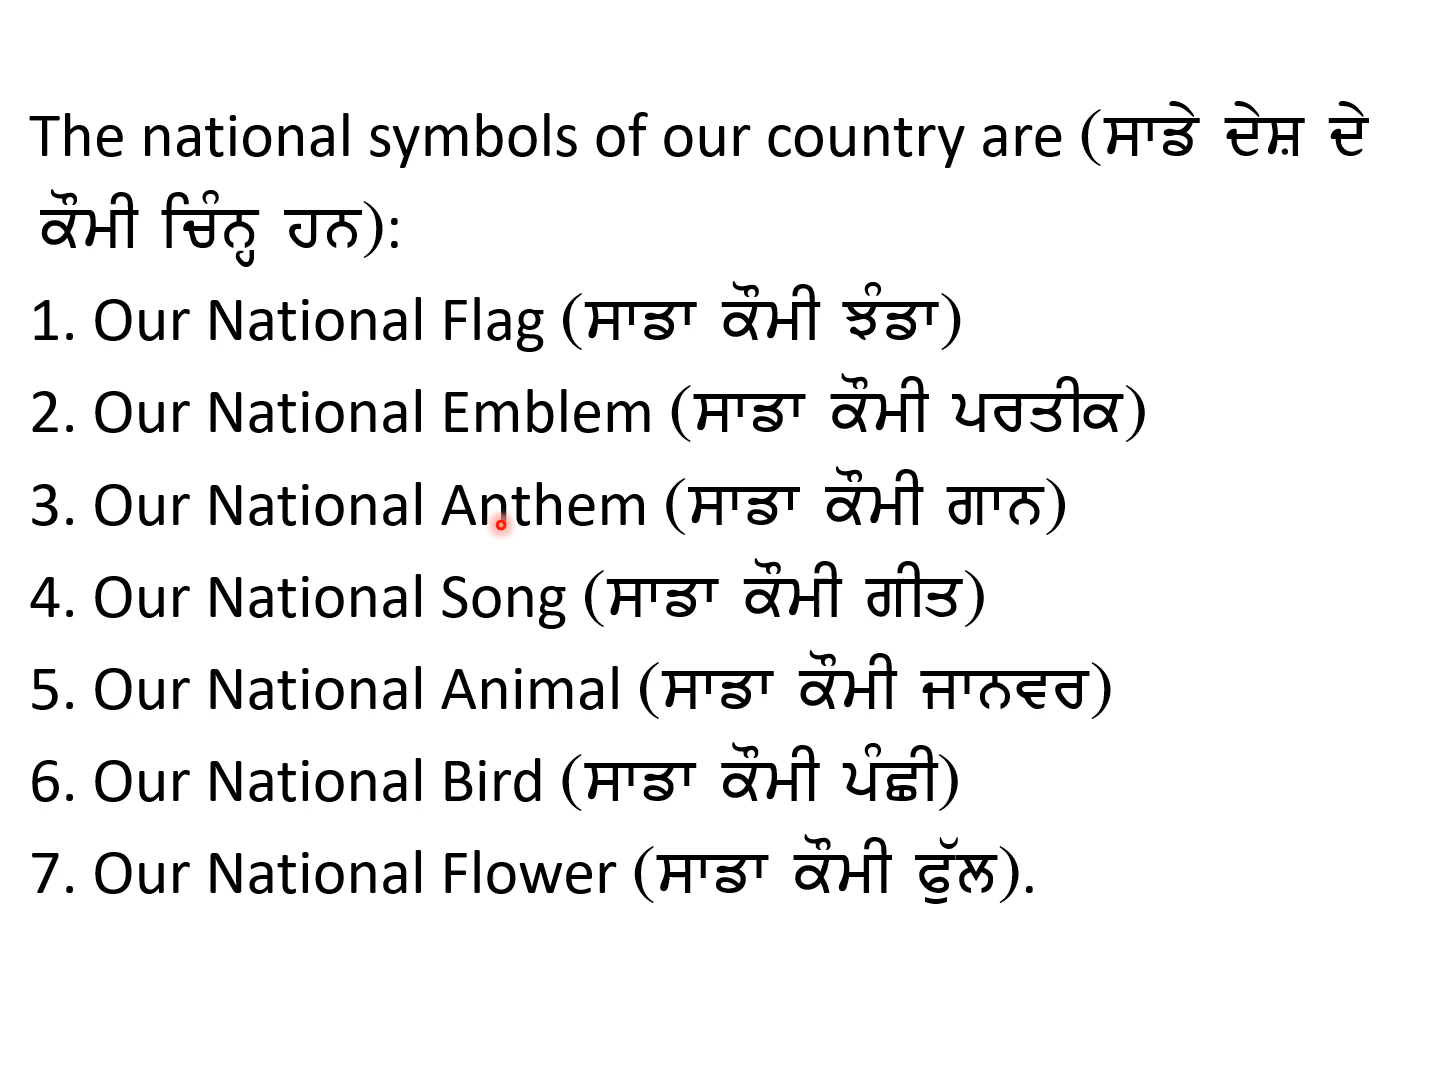 The national symbols of our country are (ਸਾਡੇ ਦੇਸ਼ ਦੇ
ਕੌਮੀ ਚਿੰਨ੍ਹ ਹਨ):
1. Our National Flag (ਸਾਡਾ ਕੌਮੀ ਝੰਡਾ)
2. Our National Emblem (ਸਾਡਾ ਕੌਮੀ ਪਰਤੀਕ)
3. Our National Anthem (ਸਾਡਾ ਕੌਮੀ ਗਾਨ)
4. Our National Song (ਸਾਡਾ ਕੌਮੀ ਗੀਤ)
5. Our National Animal (ਸਾਡਾ ਕੌਮੀ ਜਾਨਵਰ)
6. Our National Bird (ਸਾਡਾ ਕੌਮੀ ਪੰਛੀ)
7. Our National Flower (ਸਾਡਾ ਕੌਮੀ ਫੁੱਲ).